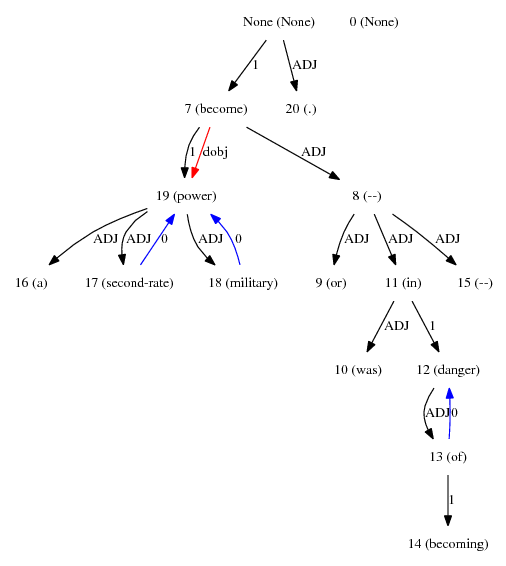 None (None) 0 (None)
1 ADJ
7 (become) 20 (.)
1 dobj ADJ
19 (power) 8 (--)
ADJ ADJ 0 ADJ 0 ADJ ADJ ADJ
16 (a) 17 (second-rate) 18 (military) 9 (or) 11 (in) 15 (--)
ADJ 1
10 (was) 12 (danger)
ADJ 0
13 (of)
1
14 (becoming)